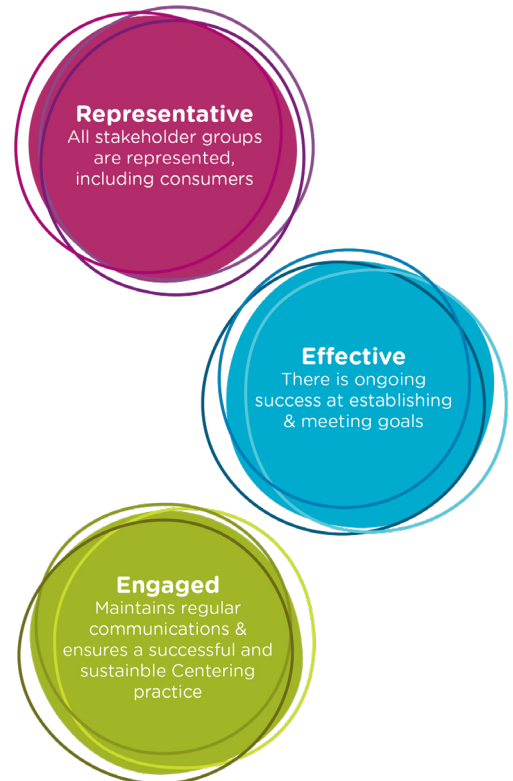 Representative
All stakeholder groups
are represented,
including consumers
Effective
There is ongoing
success at establishing
& meeting goals
Engaged
Maintains regular
communications &
ensures a successful and
sustainble Centering
practice